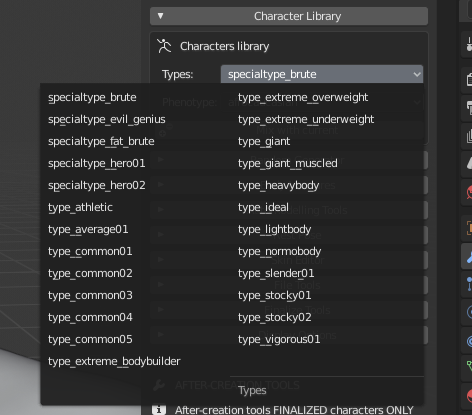 Character Library
Characters library
Types: specialtype_brute
specialtype_brute
specialtype_evil_genius
specialtype_fat_brute
specialtype_hero01
specialtype_hero02
type_athletic
type_average01
type_common01
type_common02
type_common03
type_common04
type_common05
type_extreme_bodybuilder
type_extreme_overweight
type_extreme_underweight
type_giant
type_giant_muscled
type_heavybody
type_ideal
type_lightbody
type_normobody
type_slender01
type_stocky01
type_stocky02
type_vigorous01
Types
AFTER-CREATION TOOLS
After-creation tools FINALIZED characters ONLY